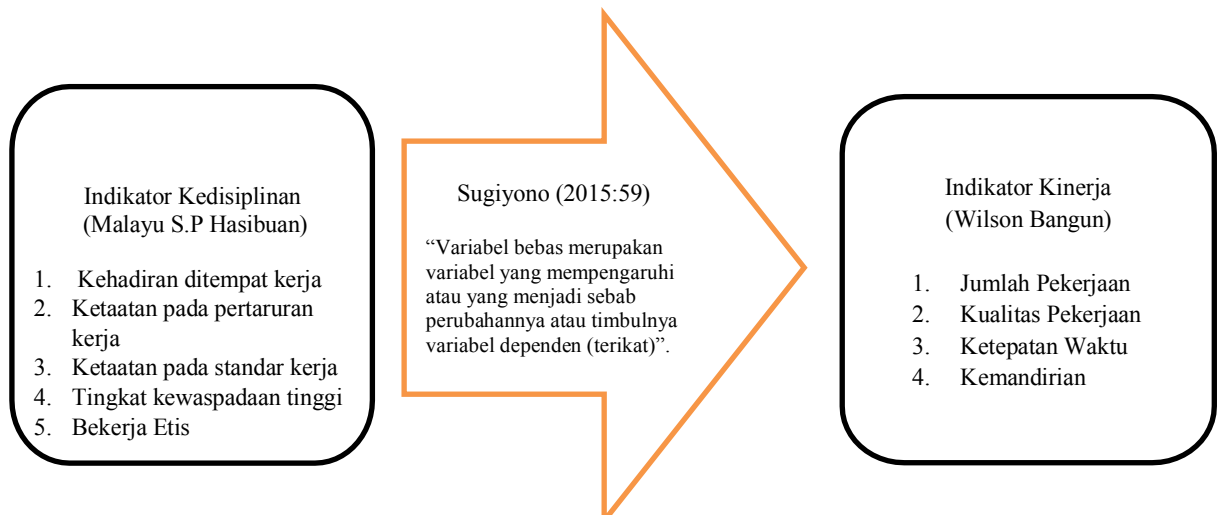 Indikator Kedisiplinan
(Malayu S.P Hasibuan)
1. Kehadiran ditempat kerja
2. Ketaatan pada pertaruran
kerja
3. Ketaatan pada standar kerja
4. Tingkat kewaspadaan tinggi
5. Bekerja Etis
Sugiyono (2015:59)
“Variabel bebas merupakan
variabel yang mempengaruhi
atau yang menjadi sebab
perubahannya atau timbulnya
variabel dependen (terikat)”.
Indikator Kinerja
(Wilson Bangun)
1. Jumlah Pekerjaan
2. Kualitas Pekerjaan
3. Ketepatan Waktu
4. Kemandirian